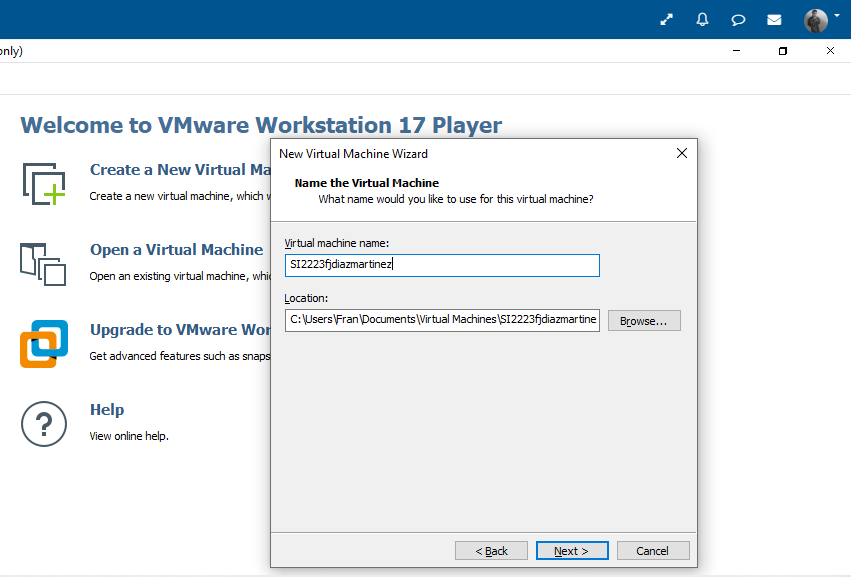 only)
Welcome to VMware Workstation 17 Player
New Virtual Machine Wizard
Name the Virtual Machine
What name would you like to use for this virtual machine?
Virtual machine name:
SI2223fjdiazmartinez
Location:
C:\Users\Fran\Documents\Virtual Machines\SI2223fjdiazmartine
Browse...
< Back
Next >
Cancel
Create a New Virtual Ma
Create a new virtual machine, which
Open a Virtual Machine
Open an existing virtual machine, whic
Upgrade to VMware Wor
Get advanced features such as snaps
Help
View online help.
?